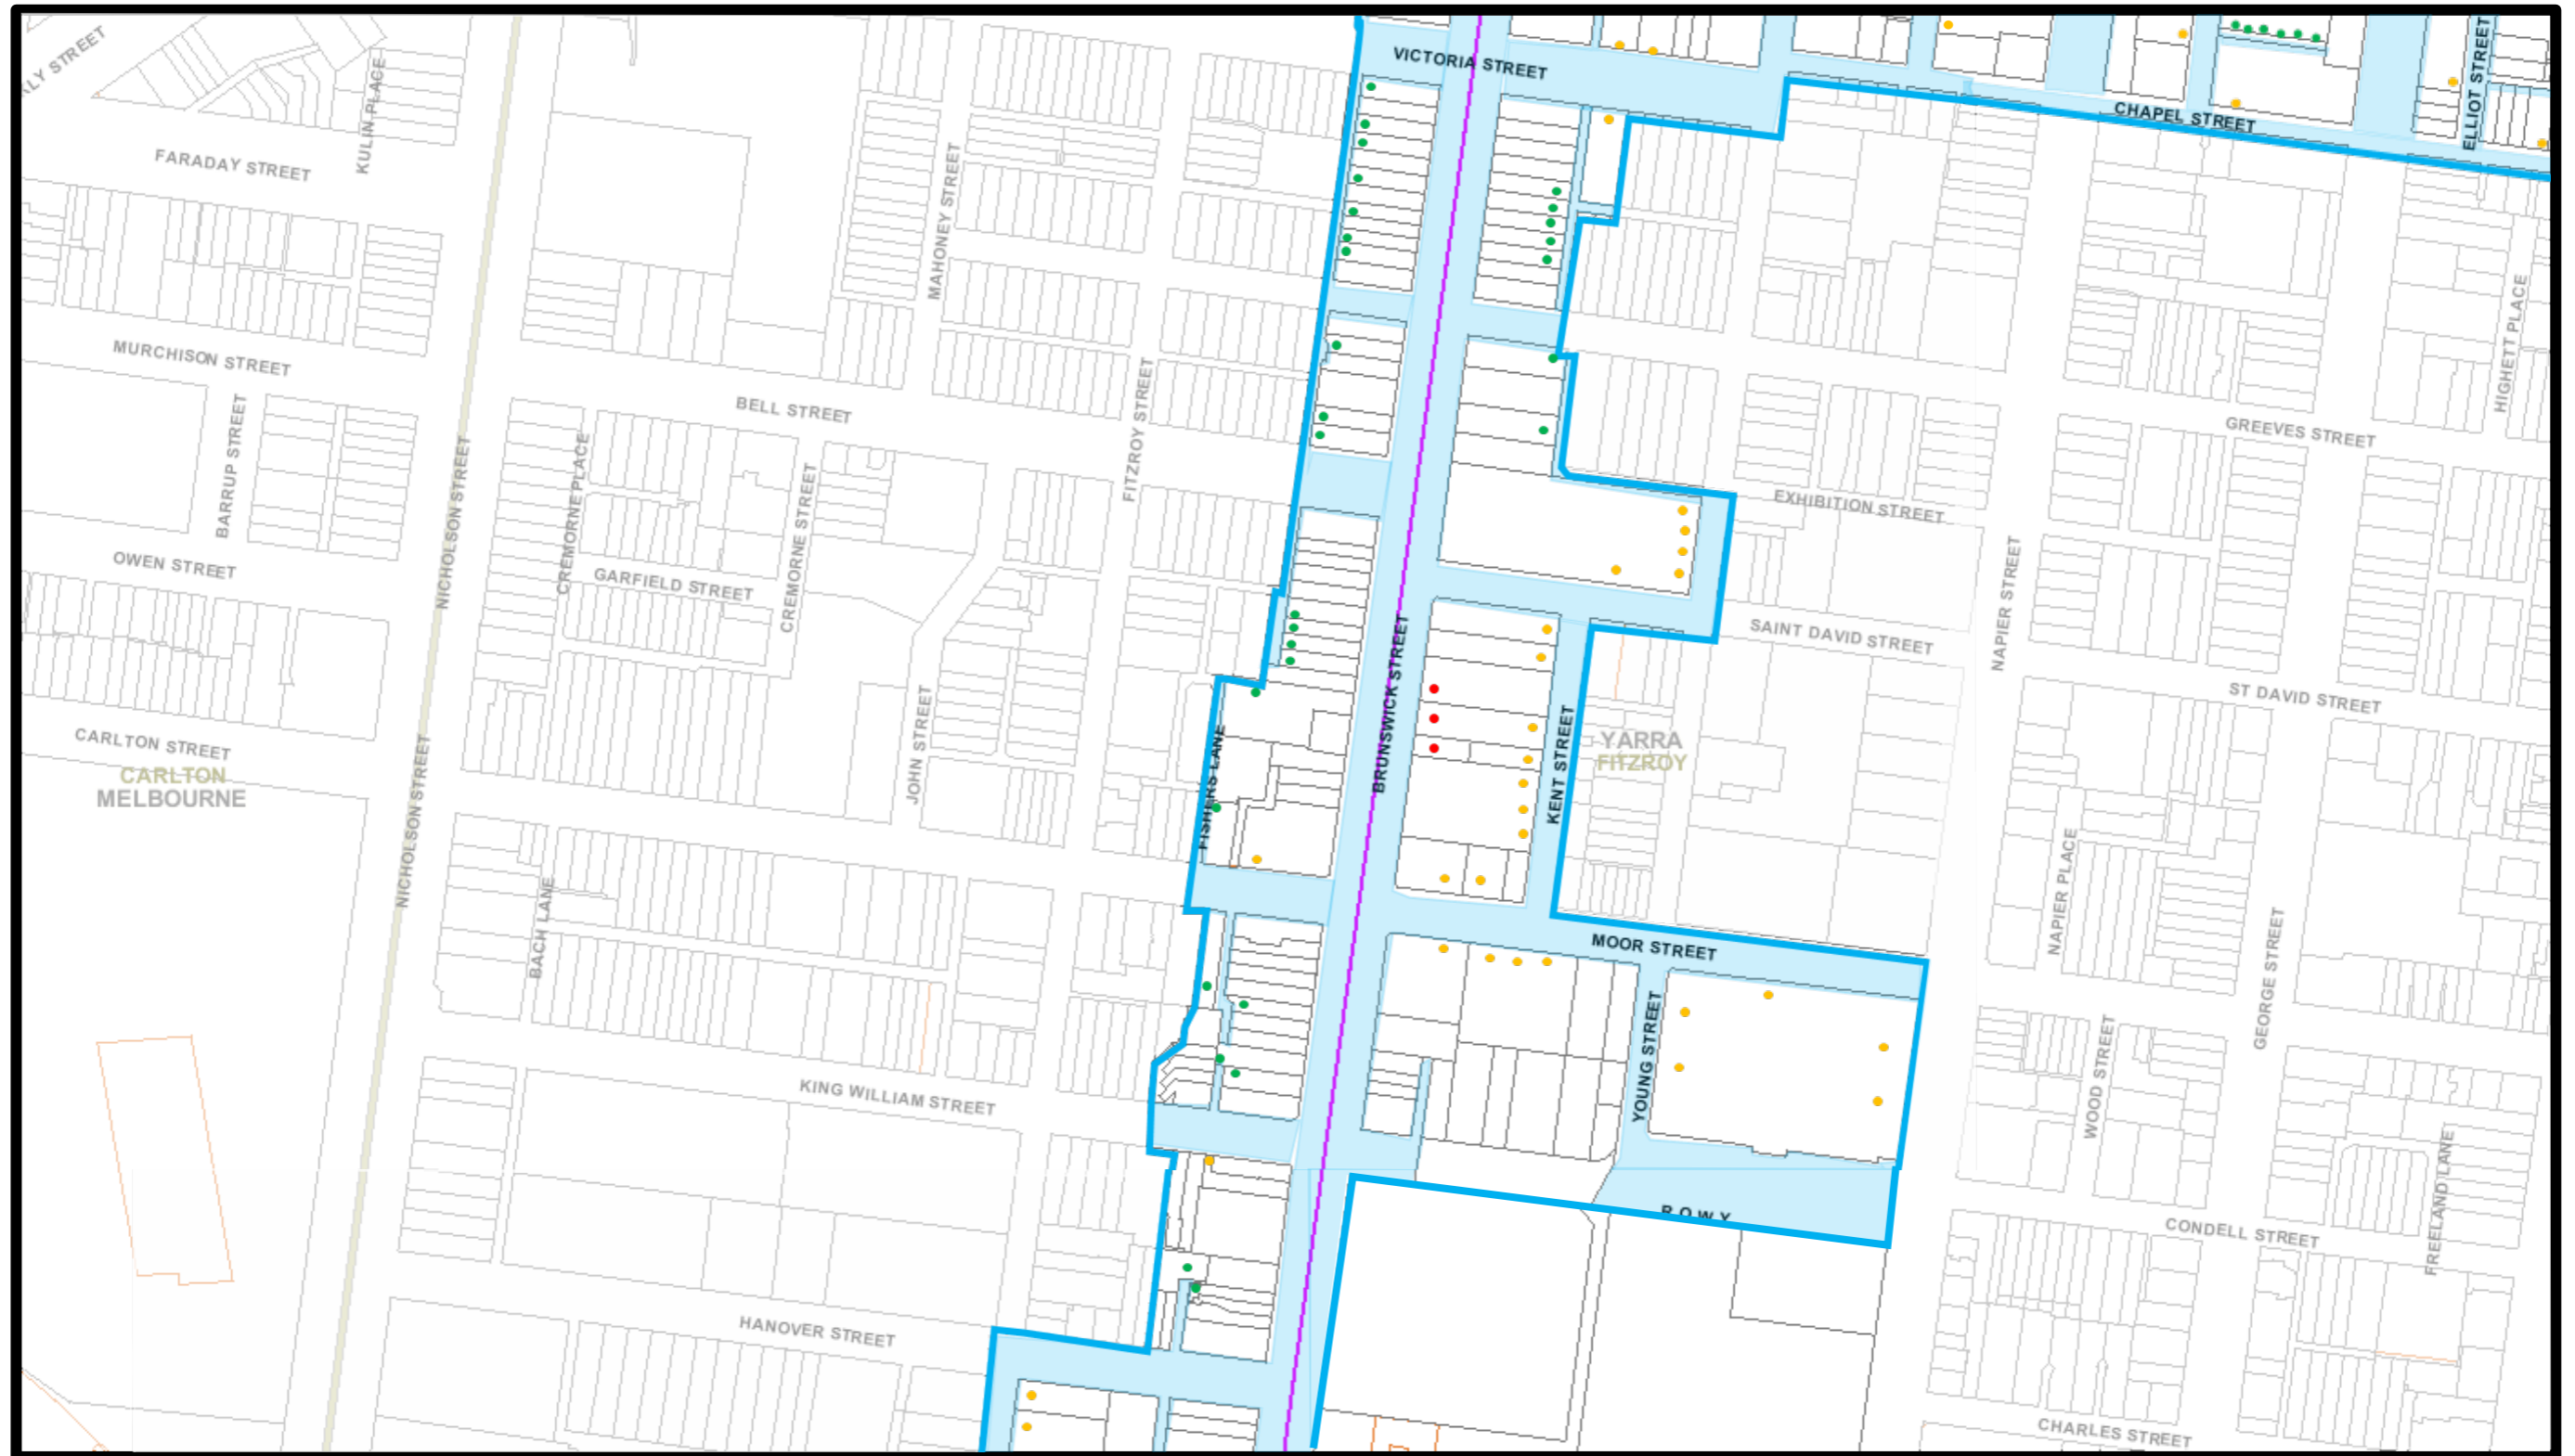 VICTORIA STREET
ELLIOT STREET
CHAPEL STREET
KULIN PLACE
FARADAY STREET
MAHONEY STREET
HIGHETT PLACE
MURCHISON STREET
BELL STREET
FITZROY STREET
BARRUP STREET
NICHOLSON STREET
CREMORNE PLACE
CREMORNE STREET
GREEVES STREET
EXHIBITION STREET
OWEN STREET
GARFIELD STREET
NAPIER STREET
SAINT DAVID STREET
ST DAVID STREET
BRUNSWICK STREET
JOHN STREET
FISHERS LANE
KENT STREET
YARRA
FITZROY
CARLTON STREET
CARLTON
MELBOURNE
NICHOLSON STREET
NAPIER PLACE
BACH LANE
MOOR STREET
GEORGE STREET
YOUNG STREET
WOOD STREET
KING WILLIAM STREET
FREELAND LANE
R O W Y
CONDELL STREET
HANOVER STREET
CHARLES STREET